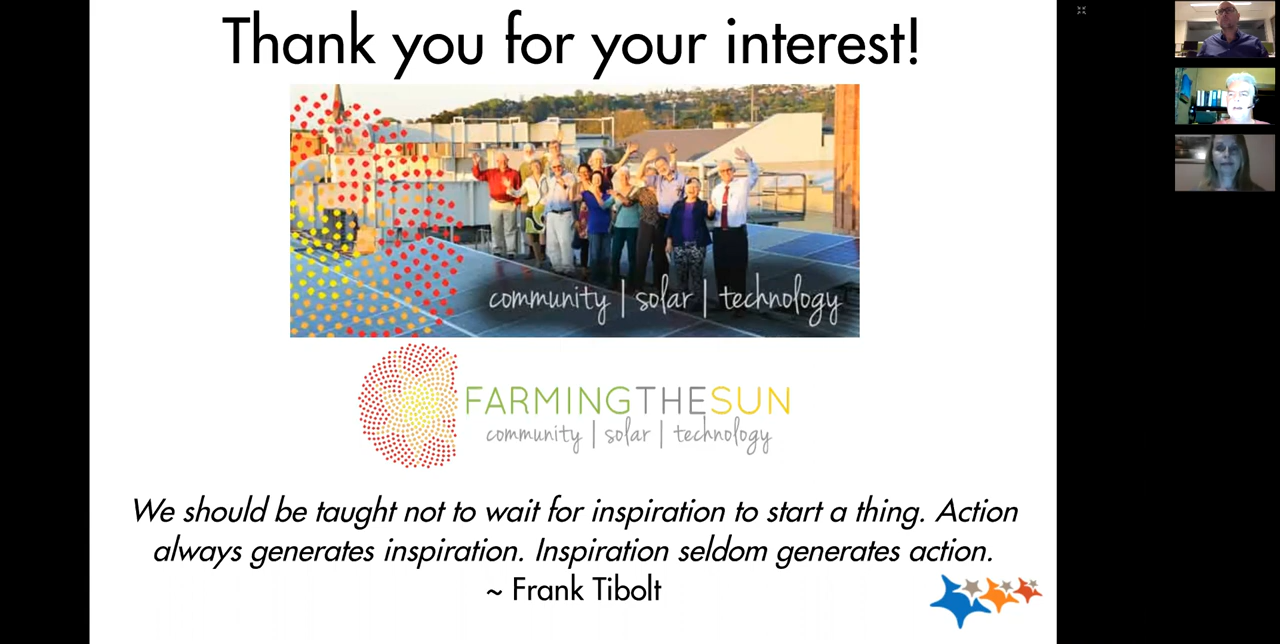 Thank you for your interest!
community | solar | technology
FARMINGTHESUN
community | solar | technology
We should be taught not to wait for inspiration to start a thing. Action
always generates inspiration. Inspiration seldom generates action.
~ Frank Tibolt